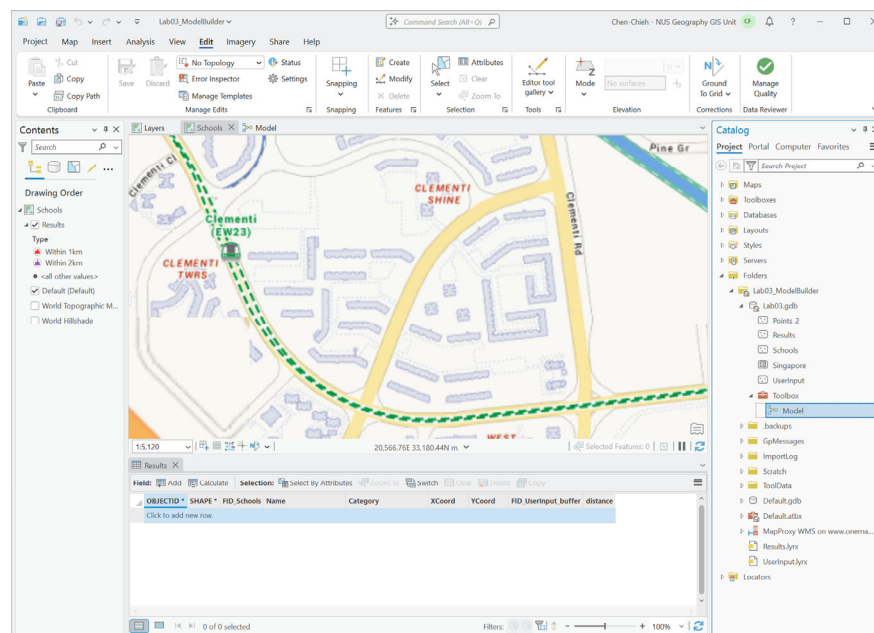 Lab03_ModelBuilder
Command Search (Alt+Q)
Chen-Chieh - NUS Geography GIS Unit
CF
?
Project
Map
Insert
Analysis
View
Edit
Imagery
Share
Help
Paste
Cut
Copy
Copy Path
Clipboard
Save
Discard
No Topology
Error Inspector
Manage Templates
Status
Settings
Manage Edits
Snapping
Snapping
Create
Modify
Delete
Features
Select
Attributes
Clear
Zoom To
Selection
Editor tool
gallery
Tools
Mode
No surfaces
Elevation
Ground
To Grid
Corrections
Manage
Quality
Data Reviewer
Contents
Search
Drawing Order
Schools
Results
Type
Within 1km
Within 2km
<all other values>
Default (Default)
World Topographic M...
World Hillshade
Layers
Schools
Model
Clementi Cl
Clementi
(EW23)
CLEMENTI
TWRS
CLEMENTI
SHINE
Clementi Rd
Pine Gr
WEST
1:5,120
20,566.76E 33,180.44N m
Selected Features: 0
Results
Field:
Add
Calculate
Selection:
Select By Attributes
Zoom To
Switch
Clear
Delete
Copy
OBJECTID *
SHAPE *
FID_Schools
Name
Category
XCoord
YCoord
FID_UserInput_buffer
distance
Click to add new row.
0 of 0 selected
Filters:
100%
Catalog
Project
Portal
Computer
Favorites
Search Project
Maps
Toolboxes
Databases
Layouts
Styles
Servers
Folders
Lab03_ModelBuilder
Lab03.gdb
Points_2
Results
Schools
Singapore
UserInput
Toolbox
Model
.backups
GpMessages
ImportLog
Scratch
ToolData
Default.gdb
Default.atbx
MapProxy WMS on www.onema...
Results.lyrx
UserInput.lyrx
Locators